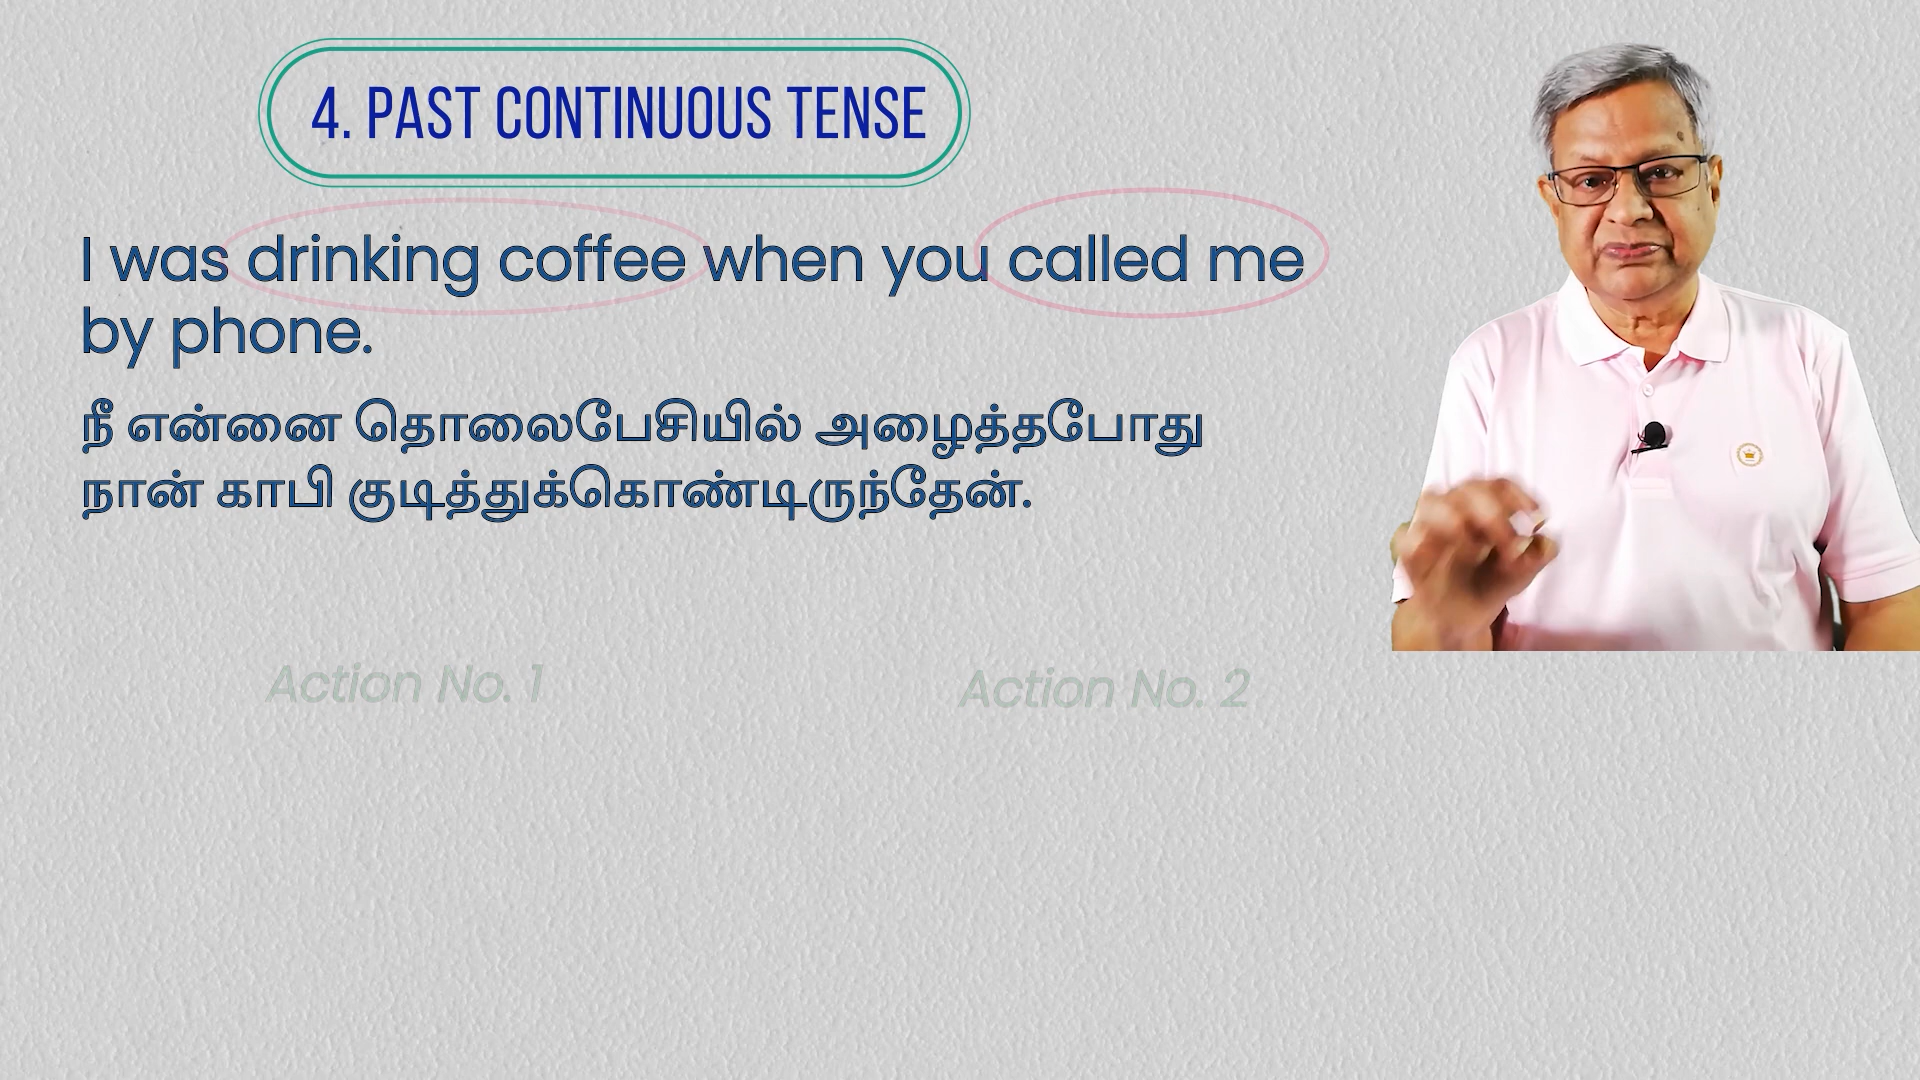 4. PAST CONTINUOUS TENSE
I was drinking coffee when you called me
by phone.
நீ என்னை தொலைபேசியில் அழைத்தபோது
நான் காபி குடித்துக்கொண்டிருந்தேன்.
Action No. 1
Action No. 2